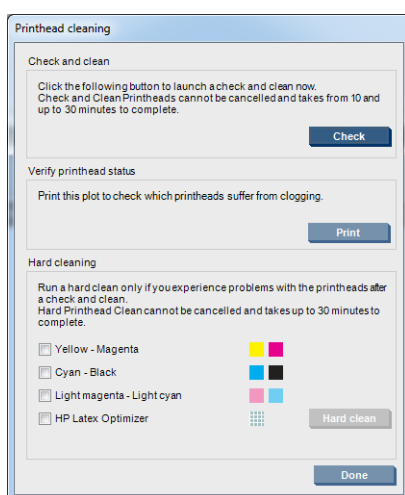 Printhead cleaning
Check and clean
Click the following button to launch a check and clean now.
Check and Clean Printheads cannot be cancelled and takes from 10 and
up to 30 minutes to complete.
Check
Verify printhead status
Print this plot to check which printheads suffer from clogging.
Print
Hard cleaning
Run a hard clean only if you experience problems with the printheads after
a check and clean.
Hard Printhead Clean cannot be cancelled and takes up to 30 minutes to
complete.
Yellow - Magenta
Cyan - Black
Light magenta - Light cyan
HP Latex Optimizer
Hard clean
Done